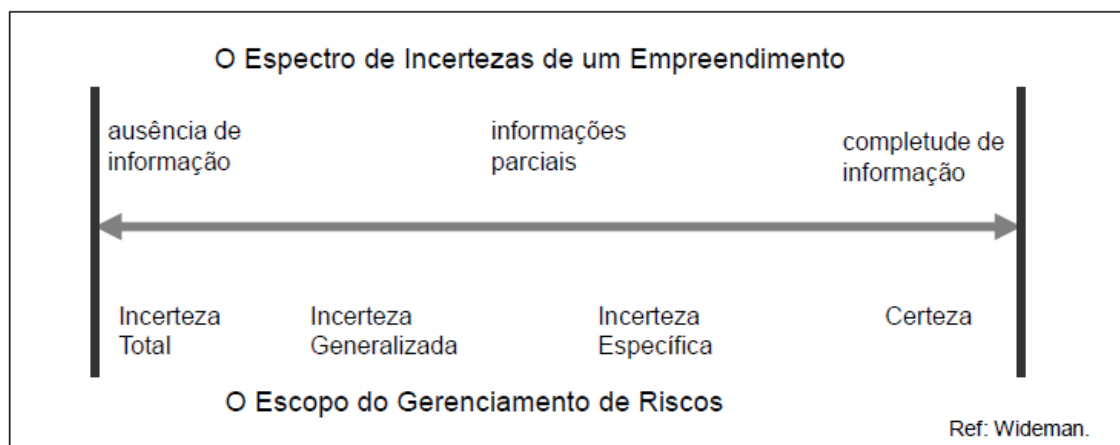 O Espectro de Incertezas de um Empreendimento
ausência de
informação
informações
parciais
completude de
informação
Incerteza
Total
Incerteza
Generalizada
Incerteza
Específica
Certeza
O Escopo do Gerenciamento de Riscos
Ref: Wideman.